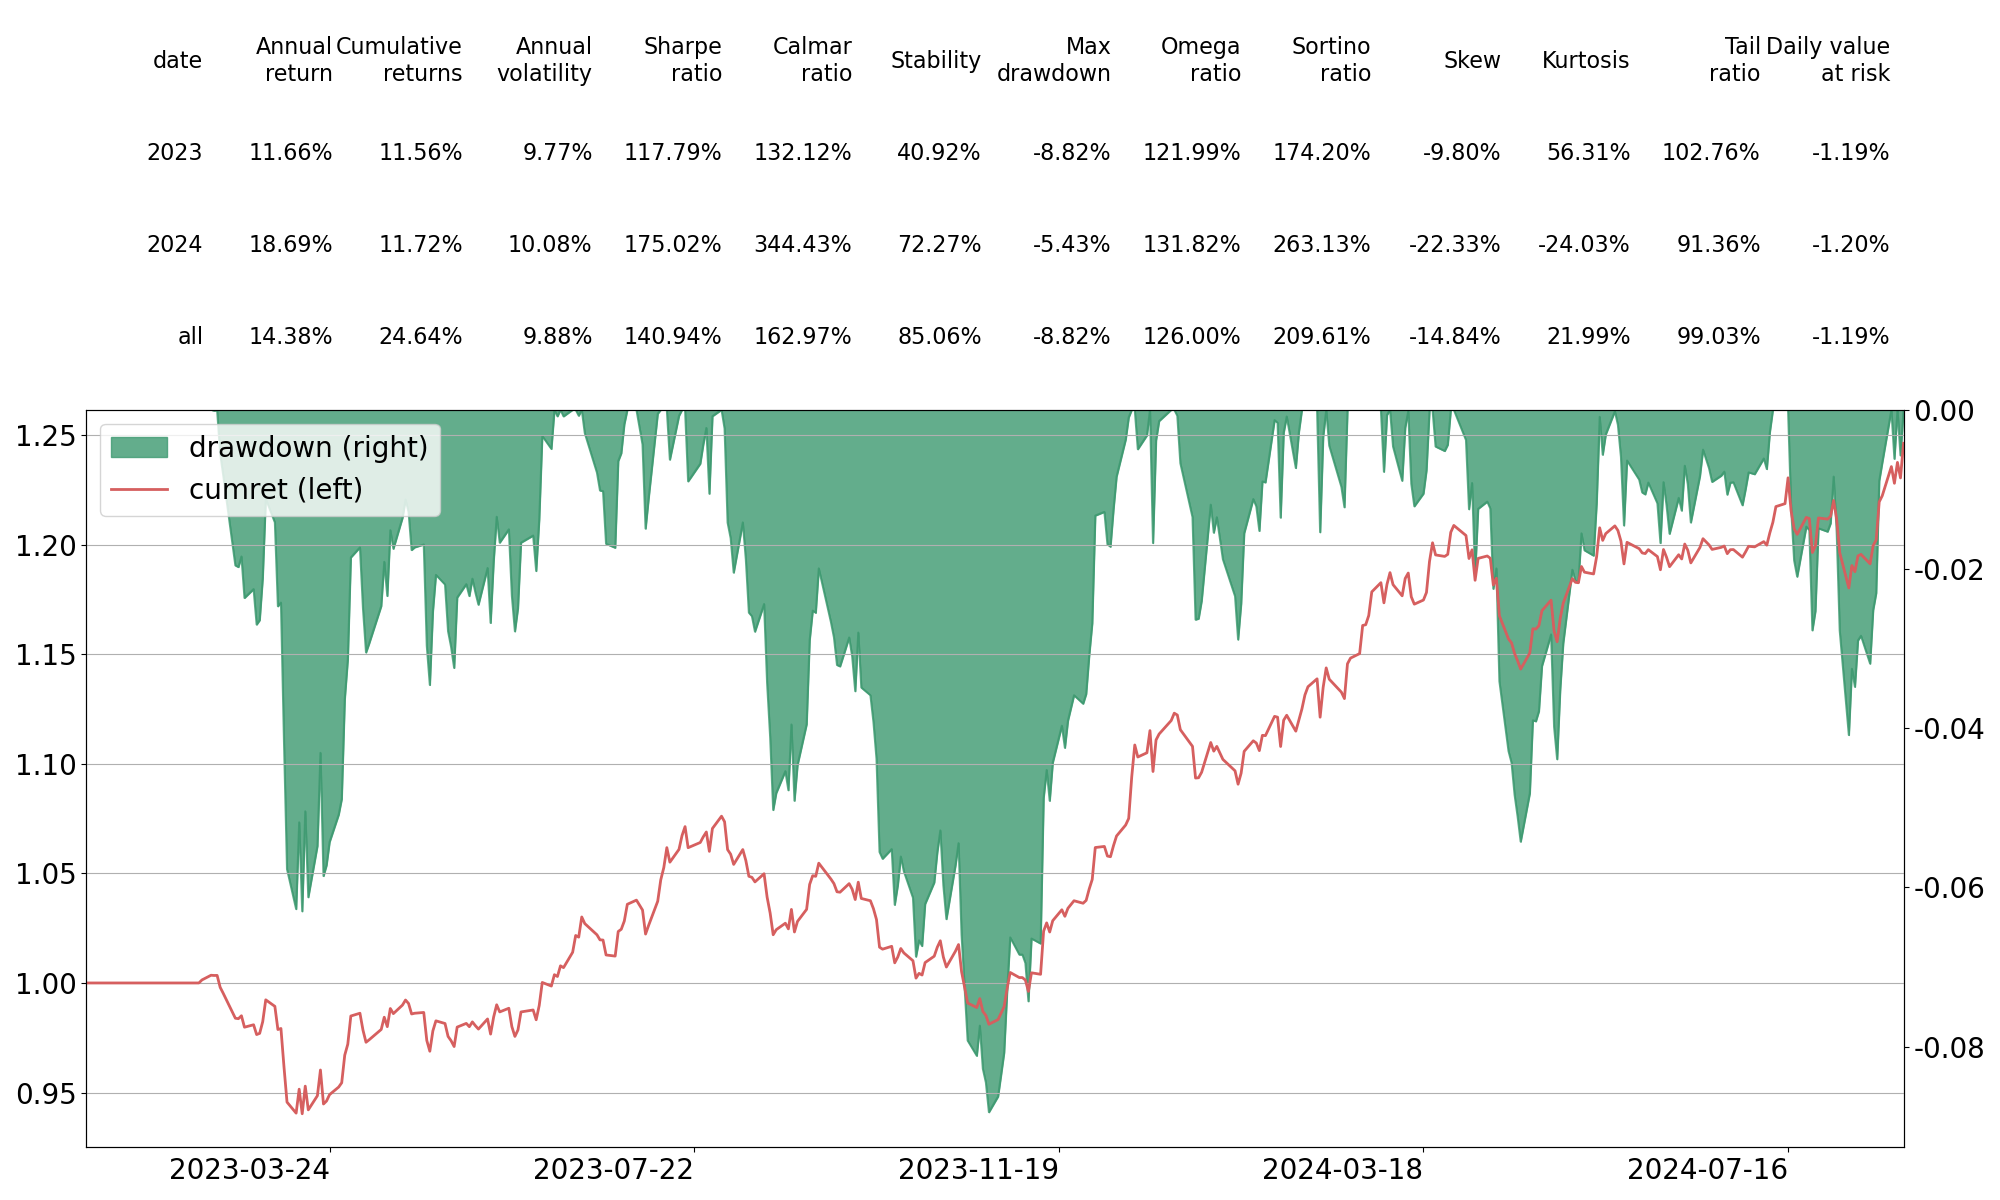 date Annual return Cumulative returns Annual volatility Sharpe ratio Calmar ratio Stability Max drawdown Omega ratio Sortino ratio Skew Kurtosis Tail ratio Daily value at risk
2023 11.66% 11.56% 9.77% 117.79% 132.12% 40.92% -8.82% 121.99% 174.20% -9.80% 56.31% 102.76% -1.19%
2024 18.69% 11.72% 10.08% 175.02% 344.43% 72.27% -5.43% 131.82% 263.13% -22.33% -24.03% 91.36% -1.20%
all 14.38% 24.64% 9.88% 140.94% 162.97% 85.06% -8.82% 126.00% 209.61% -14.84% 21.99% 99.03% -1.19%
drawdown (right)
cumret (left)
1.25
1.20
1.15
1.10
1.05
1.00
0.95
0.00
-0.02
-0.04
-0.06
-0.08
2023-03-24 2023-07-22 2023-11-19 2024-03-18 2024-07-16